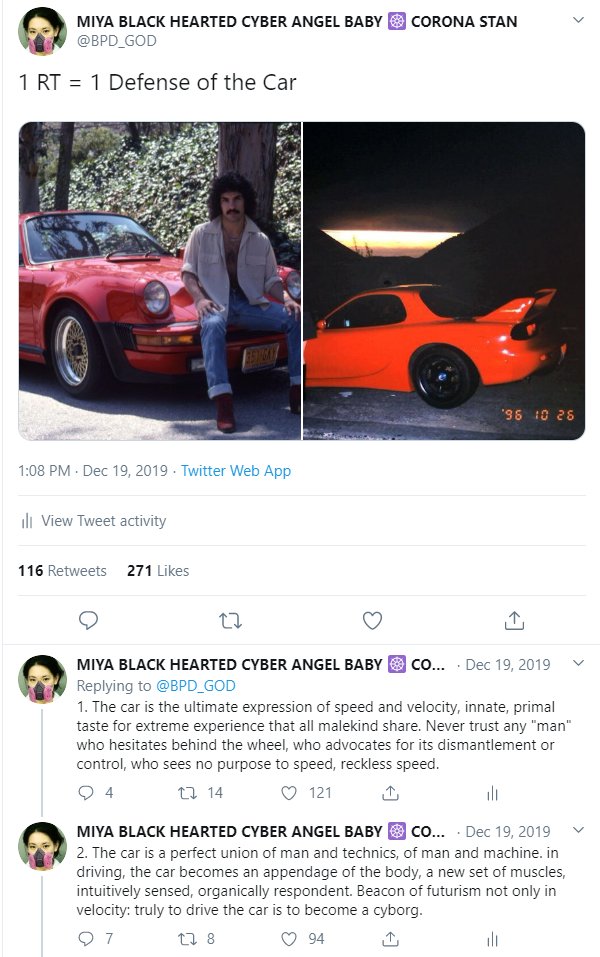 MIYA BLACK HEARTED CYBER ANGEL BABY ☸️ CORONA STAN
@BPD_GOD
1 RT = 1 Defense of the Car
'96 10 26
1:08 PM · Dec 19, 2019 · Twitter Web App
View Tweet activity
116 Retweets 271 Likes
MIYA BLACK HEARTED CYBER ANGEL BABY ☸️ CO... · Dec 19, 2019
Replying to @BPD_GOD
1. The car is the ultimate expression of speed and velocity, innate, primal
taste for extreme experience that all malekind share. Never trust any "man"
who hesitates behind the wheel, who advocates for its dismantlement or
control, who sees no purpose to speed, reckless speed.
4 14 121
MIYA BLACK HEARTED CYBER ANGEL BABY ☸️ CO... · Dec 19, 2019
2. The car is a perfect union of man and technics, of man and machine. in
driving, the car becomes an appendage of the body, a new set of muscles,
intuitively sensed, organically respondent. Beacon of futurism not only in
velocity: truly to drive the car is to become a cyborg.
7 8 94